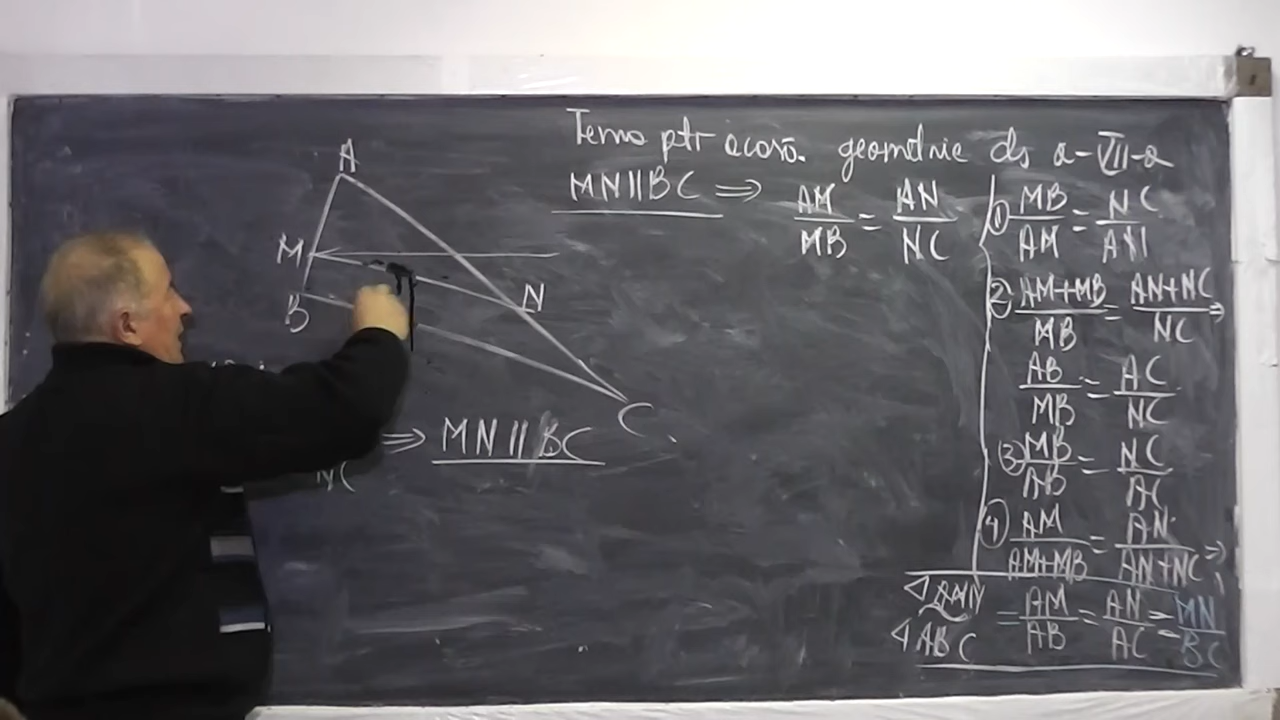 Tema ptr acasă. geometrie cls a-VII-a
MN||BC ⇒ AM/MB = AN/NC
① MB/AM = NC/AN
② AM+MB/MB = AN+NC/NC ⇒
AB/MB = AC/NC
③ MB/AB = NC/AC
④ AM/AM+MB = AN/AN+NC ⇒
AM/AB = AN/AC = MN/BC
ABC
A
M
B
N
C
NC ⇒ MN||BC